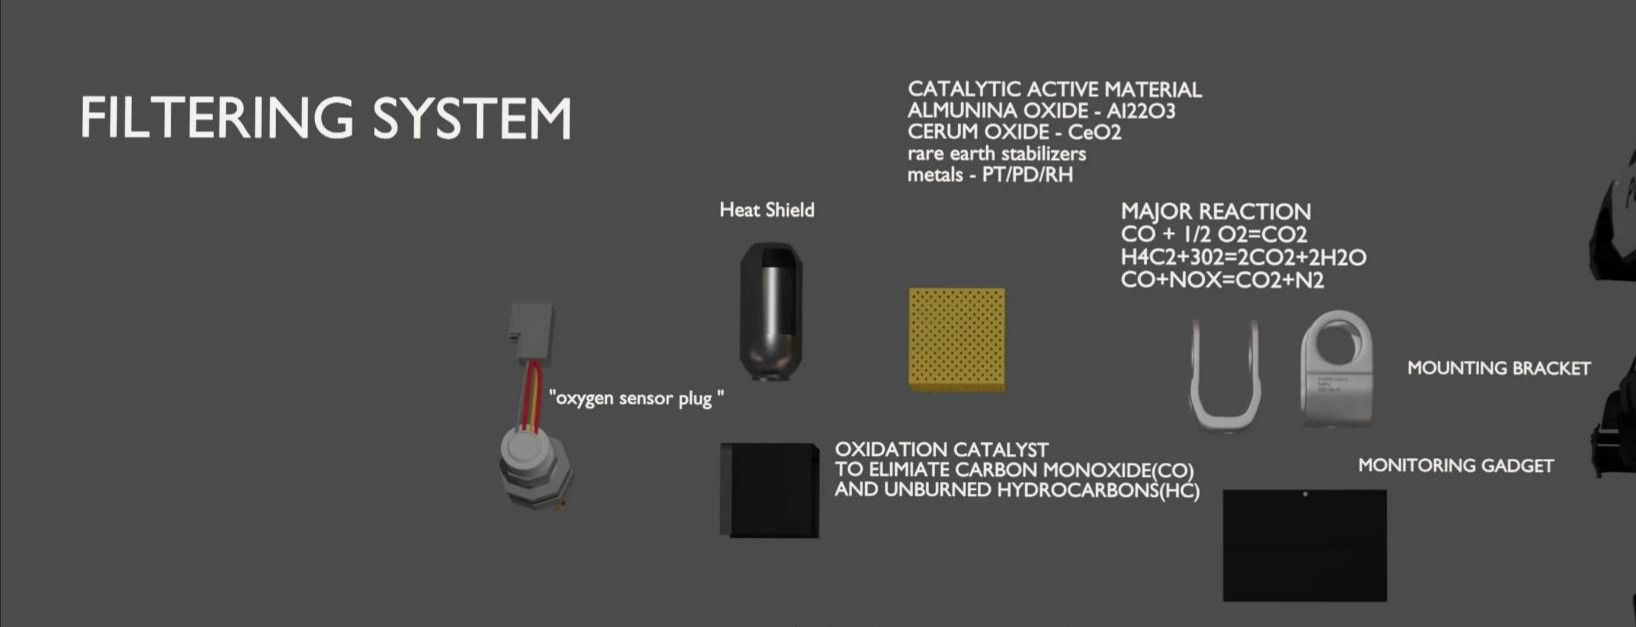 FILTERING SYSTEM
CATALYTIC ACTIVE MATERIAL
ALMUNINA OXIDE - Al22O3
CERUM OXIDE - CeO2
rare earth stabilizers
metals - PT/PD/RH
Heat Shield
MAJOR REACTION
CO + 1/2 O2=CO2
H4C2+302=2CO2+2H2O
CO+NOX=CO2+N2
MOUNTING BRACKET
"oxygen sensor plug "
OXIDATION CATALYST
TO ELIMIATE CARBON MONOXIDE(CO)
AND UNBURNED HYDROCARBONS(HC)
MONITORING GADGET